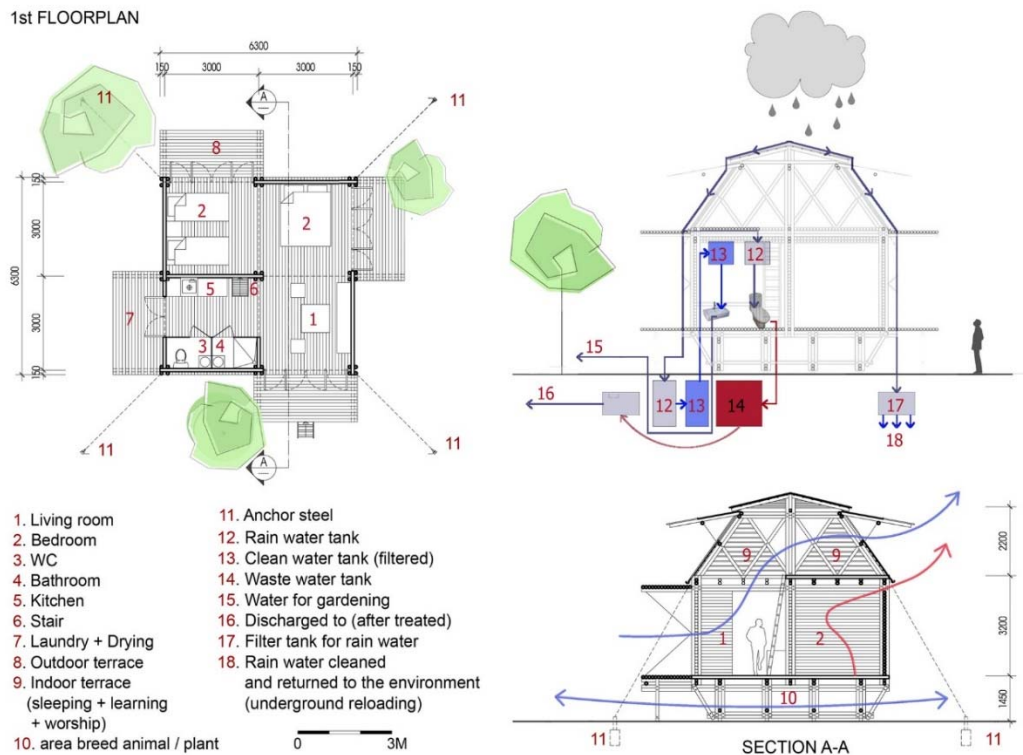 1st FLOORPLAN
6300
150 3000 3000 150
A
11
11
8
2
2
150
3000
6300
3000
150
5
6
7
1
3
4
11
11
A
13
12
15
16
12
13
14
17
18
1. Living room
2. Bedroom
3. WC
4. Bathroom
5. Kitchen
6. Stair
7. Laundry + Drying
8. Outdoor terrace
9. Indoor terrace
(sleeping + learning
+ worship)
10. area breed animal / plant
11. Anchor steel
12. Rain water tank
13. Clean water tank (filtered)
14. Waste water tank
15. Water for gardening
16. Discharged to (after treated)
17. Filter tank for rain water
18. Rain water cleaned
and returned to the environment
(underground reloading)
0 3M
9
9
2200
1
2
3200
10
1450
11
11
SECTION A-A